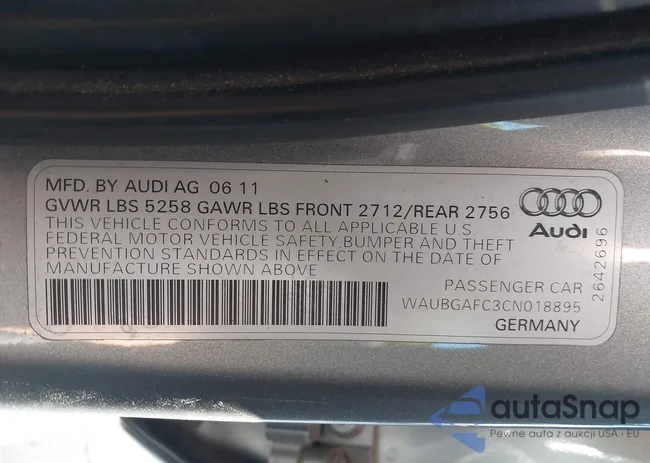 MFD. BY AUDI AG 06 11
GVWR LBS 5258 GAWR LBS FRONT 2712/REAR 2756
THIS VEHICLE CONFORMS TO ALL APPLICABLE U.S.
FEDERAL MOTOR VEHICLE SAFETY, BUMPER AND THEFT
PREVENTION STANDARDS IN EFFECT ON THE DATE OF
MANUFACTURE SHOWN ABOVE
Audi
2642696
PASSENGER CAR
WAUBGAFC3CN018895
GERMANY
autoSnap
Pewne auta z aukcji USA i EU